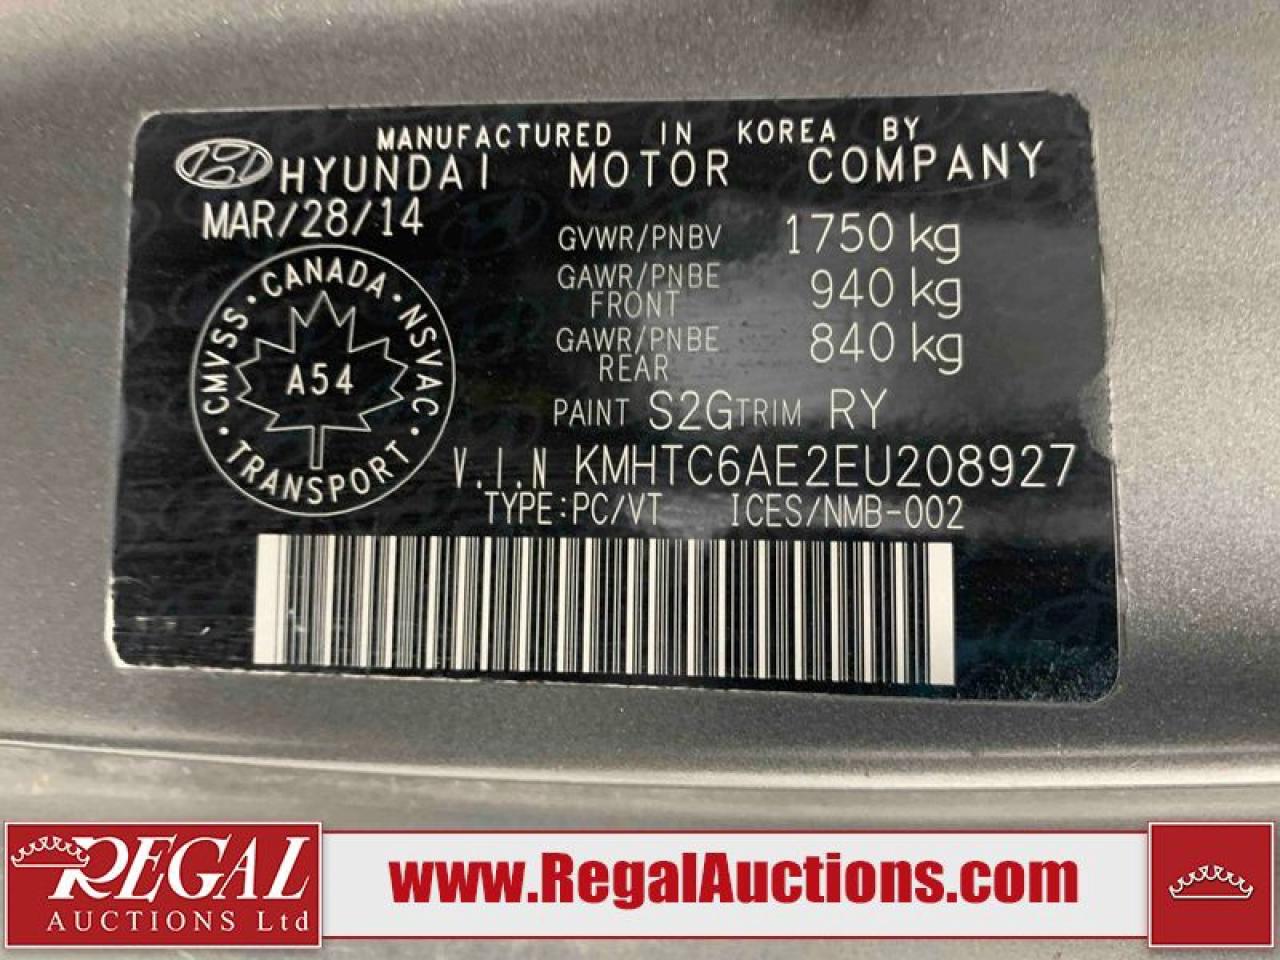 MANUFACTURED IN KOREA BY
HYUNDAI MOTOR COMPANY
MAR/28/14
GVWR/PNBV 1750 kg
GAWR/PNBE FRONT 940 kg
GAWR/PNBE REAR 840 kg
CANADA · NSVAC · TRANSPORT · CMVSS ·
A54
PAINT S2G TRIM RY
V.I.N KMHTC6AE2EU208927
TYPE:PC/VT ICES/NMB-002
REGAL
AUCTIONS Ltd
www.RegalAuctions.com